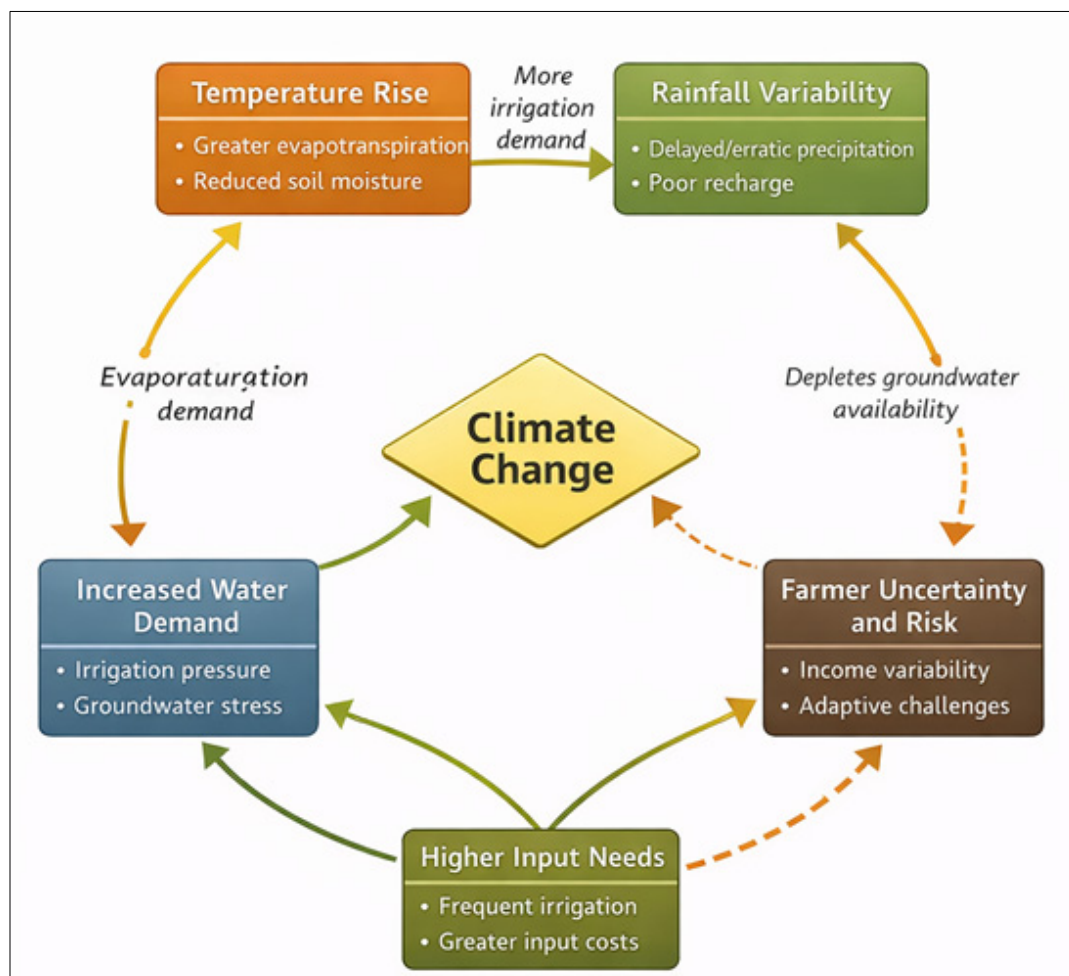 Temperature Rise
• Greater evapotranspiration
• Reduced soil moisture
More
irrigation
demand
Rainfall Variability
• Delayed/erratic precipitation
• Poor recharge
Evaporaturgtion
demand
Depletes groundwater
availability
Climate
Change
Increased Water
Demand
• Irrigation pressure
• Groundwater stress
Farmer Uncertainty
and Risk
• Income variability
• Adaptive challenges
Higher Input Needs
• Frequent irrigation
• Greater input costs